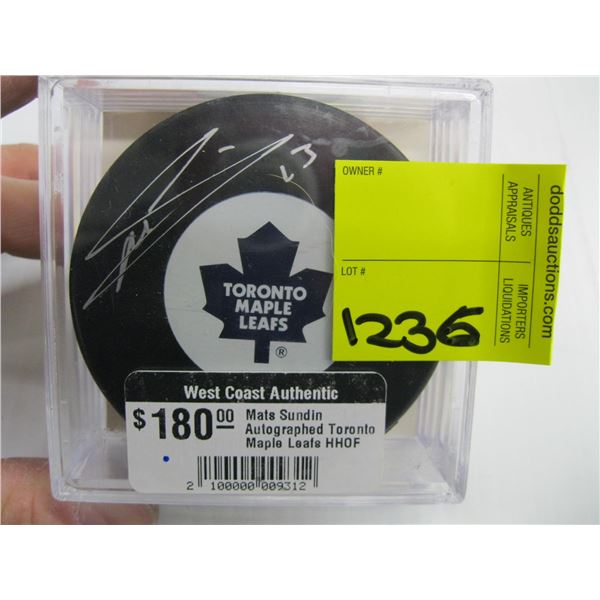 13
TORONTO
MAPLE
LEAFS
®
OWNER #
LOT #
1236
ANTIQUES
APPRAISALS
IMPORTERS
LIQUIDATIONS
doddsauctions.com
West Coast Authentic
$180.00 Mats Sundin
Autographed Toronto
Maple Leafs HHOF
2 100000 009312